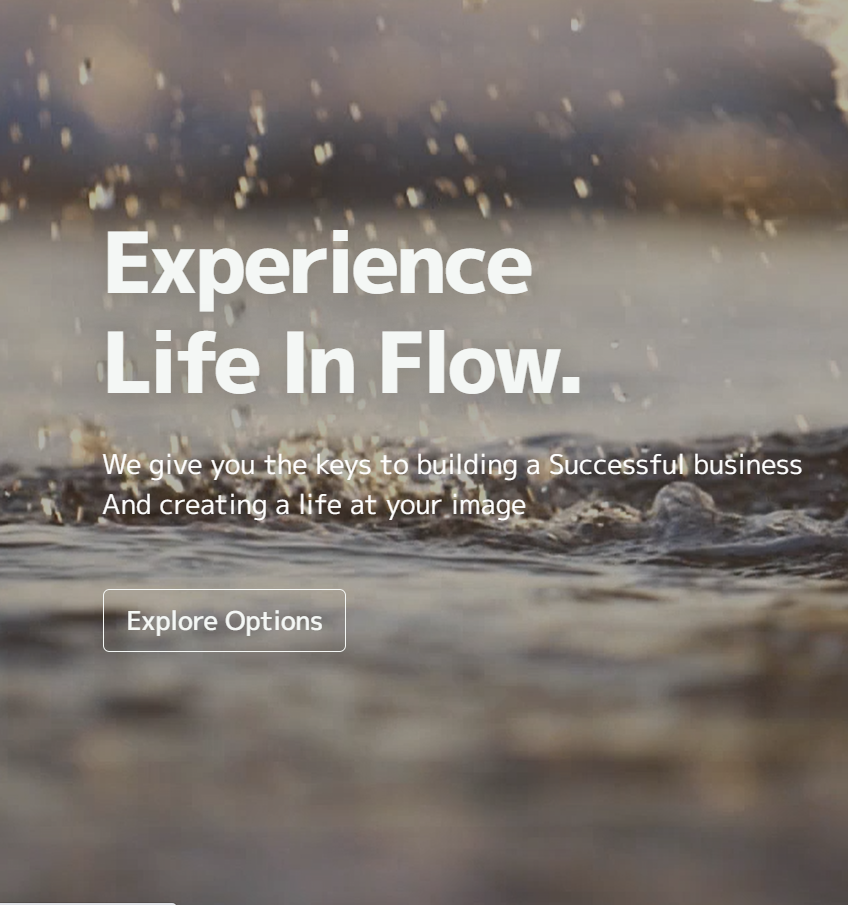 Experience
Life In Flow.
We give you the keys to building a Successful business
And creating a life at your image
Explore Options